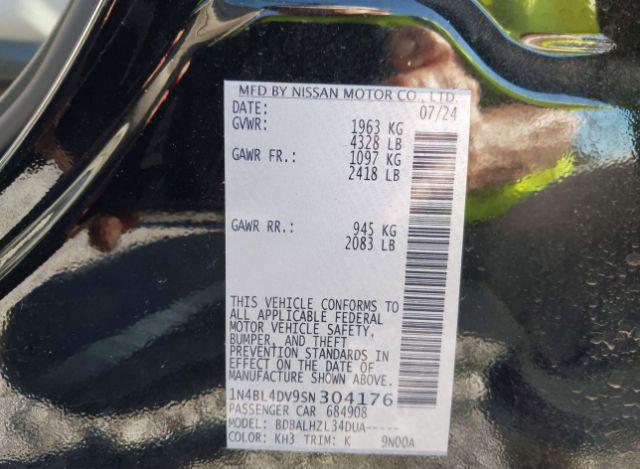 MFD BY NISSAN MOTOR CO., LTD.
DATE: 07/24
GVWR: 1963 KG
4328 LB
GAWR FR.: 1097 KG
2418 LB
GAWR RR.: 945 KG
2083 LB
THIS VEHICLE CONFORMS TO
ALL APPLICABLE FEDERAL
MOTOR VEHICLE SAFETY,
BUMPER, AND THEFT
PREVENTION STANDARDS IN
EFFECT ON THE DATE OF
MANUFACTURE SHOWN ABOVE.
1N4BL4DV9SN304176
PASSENGER CAR 684908
MODEL: BDBALHZL34DUA-----
COLOR: KH3 TRIM: K 9N00A